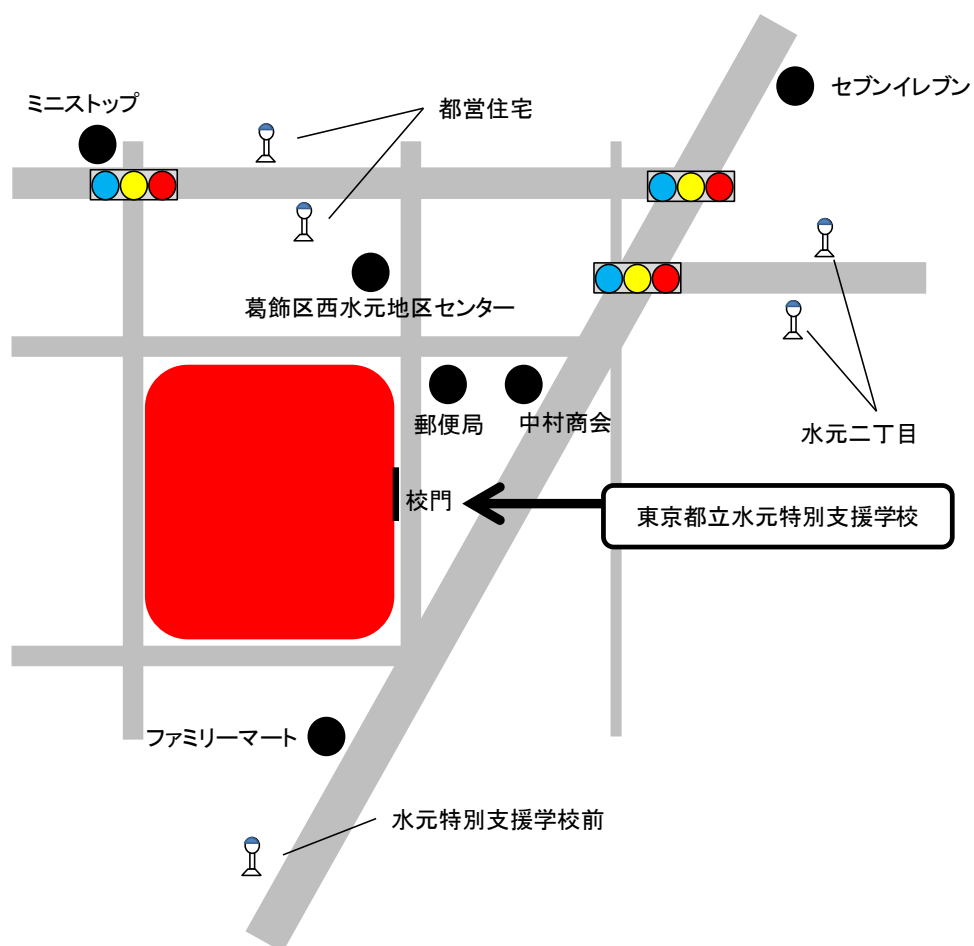 セブンイレブン
ミニストップ
都営住宅
葛飾区西水元地区センター
郵便局
中村商会
水元二丁目
校門
東京都立水元特別支援学校
ファミリーマート
水元特別支援学校前